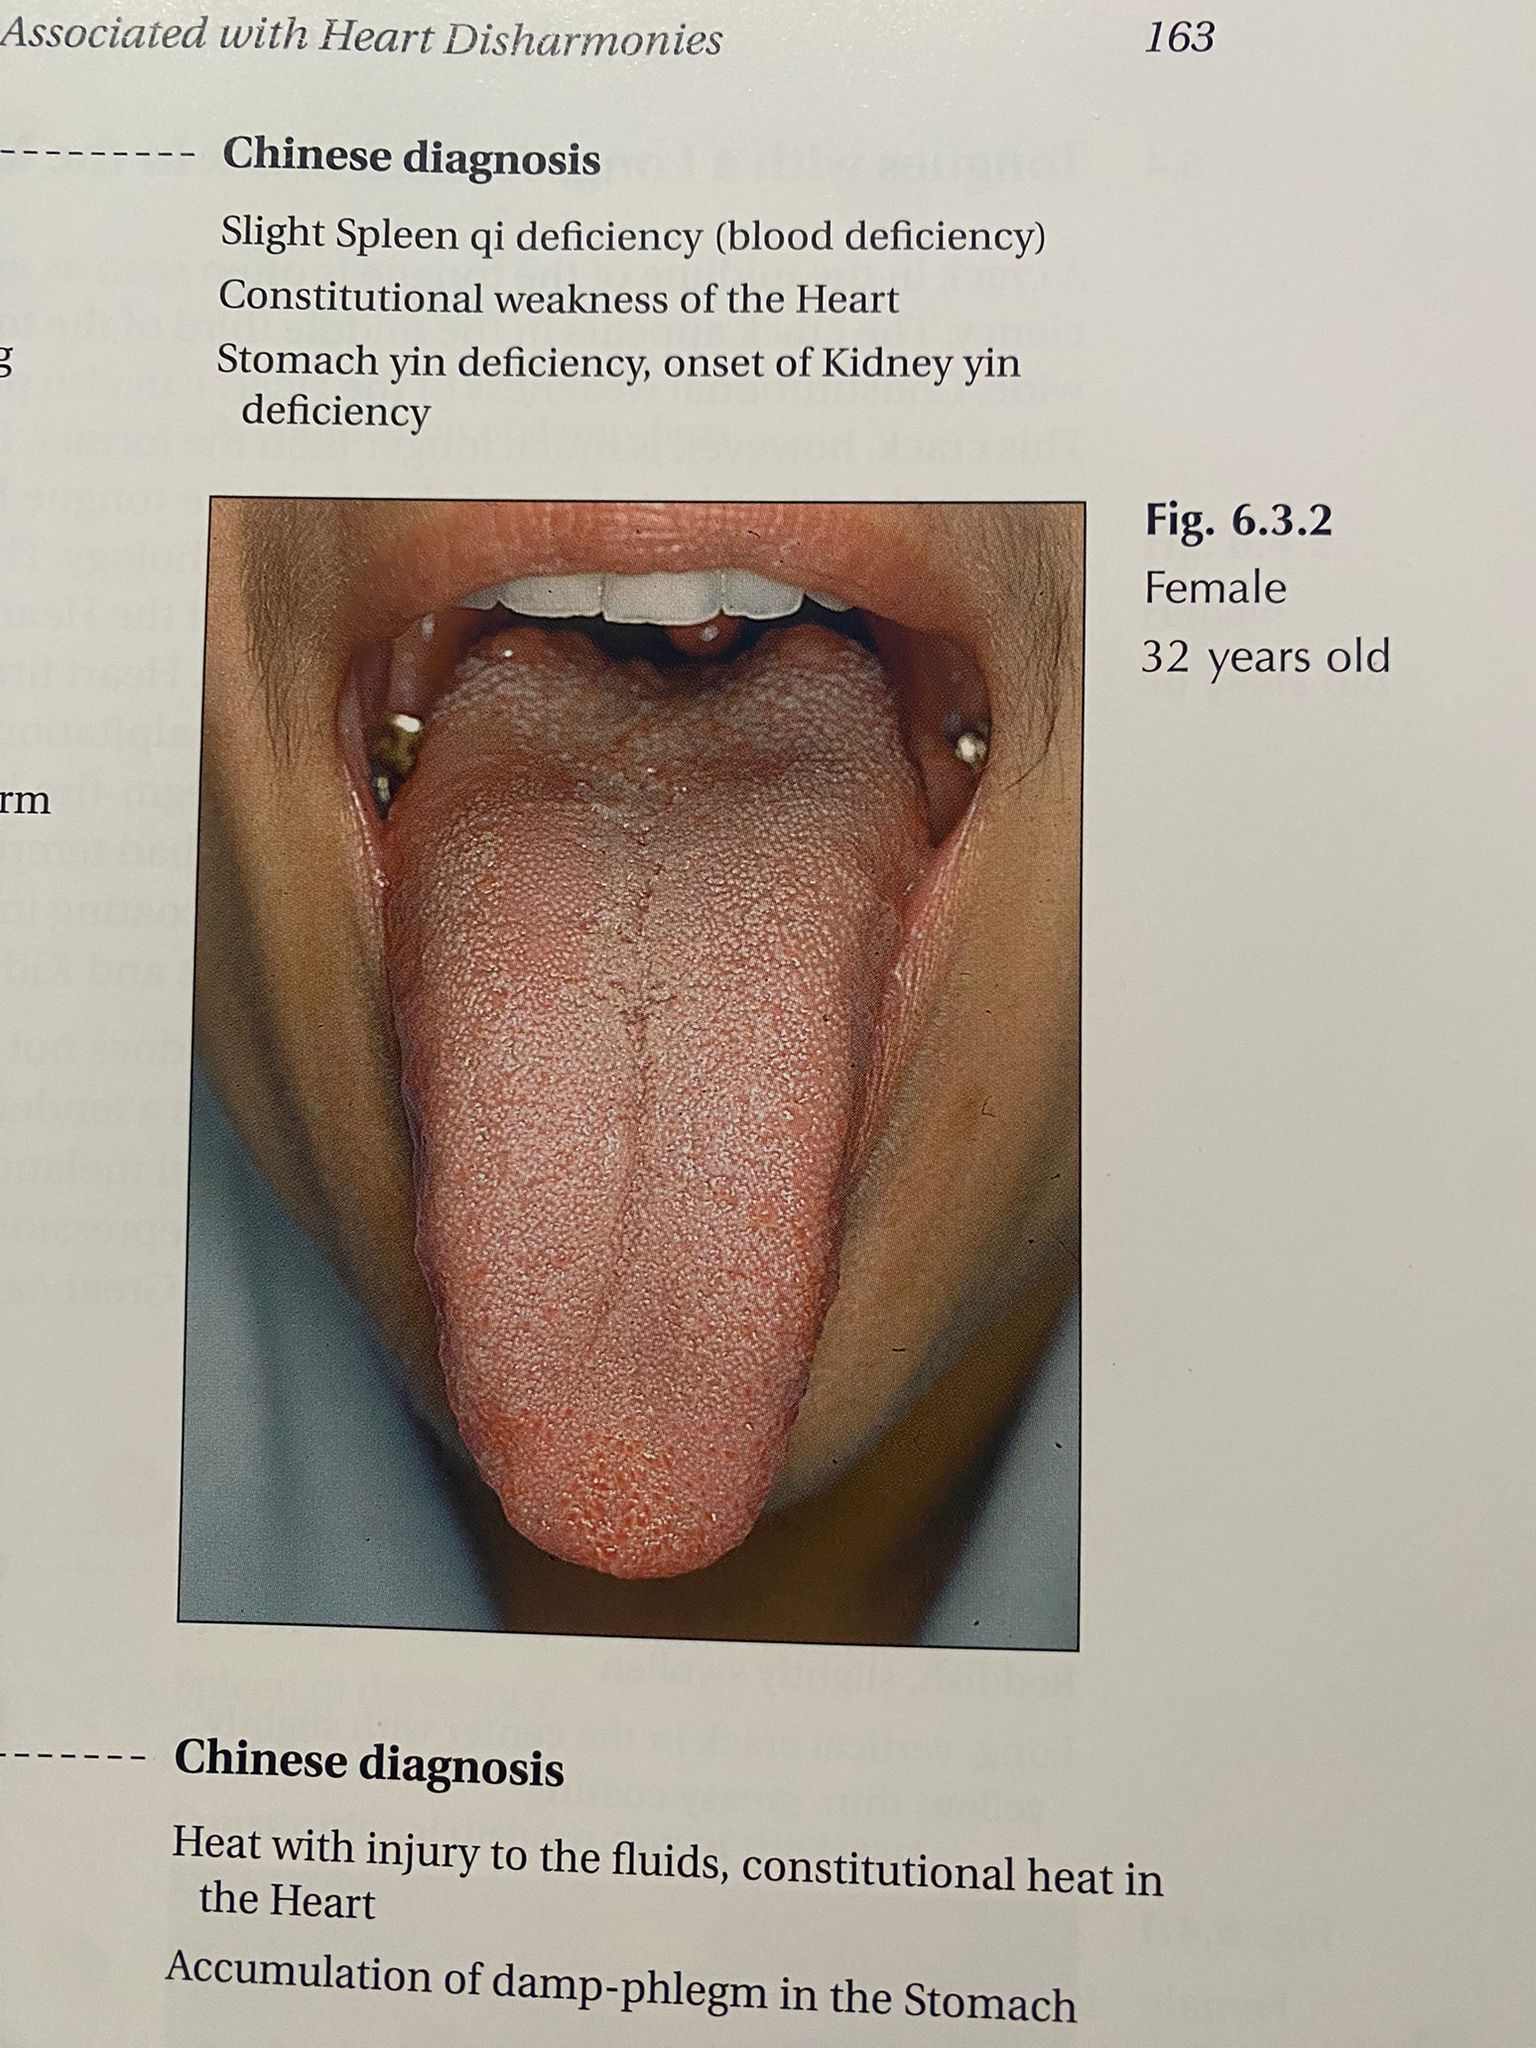 Associated with Heart Disharmonies 163
Chinese diagnosis
Slight Spleen qi deficiency (blood deficiency)
Constitutional weakness of the Heart
g
Stomach yin deficiency, onset of Kidney yin
deficiency
Fig. 6.3.2
Female
32 years old
rm
Chinese diagnosis
Heat with injury to the fluids, constitutional heat in
the Heart
Accumulation of damp-phlegm in the Stomach